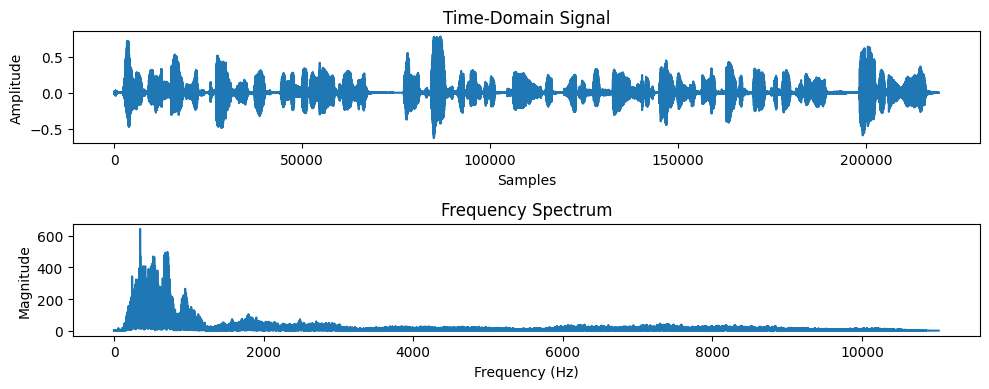 Time-Domain Signal
0.5
0.0
−0.5
Amplitude
0 50000 100000 150000 200000
Samples
Frequency Spectrum
600
400
200
0
Magnitude
0 2000 4000 6000 8000 10000
Frequency (Hz)